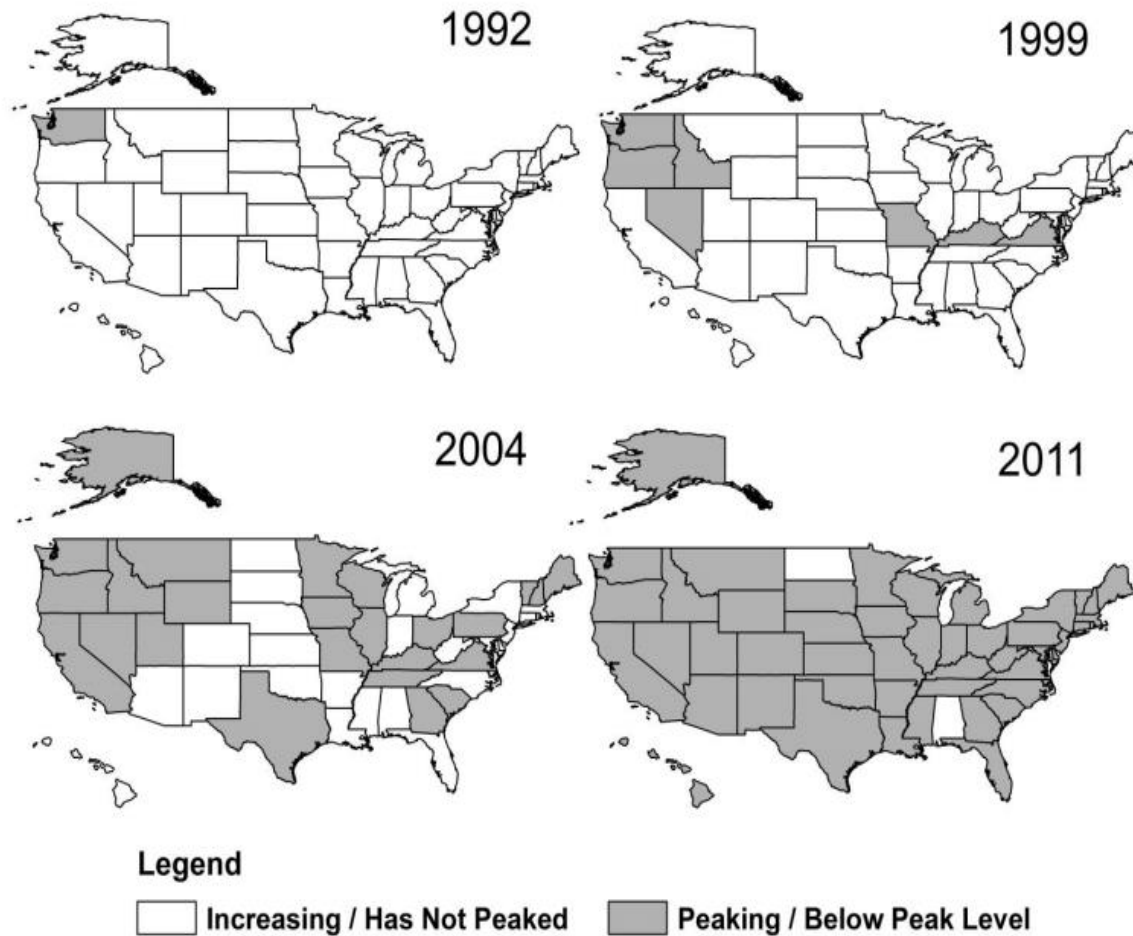 1992
1999
2004
2011
Legend
Increasing / Has Not Peaked
Peaking / Below Peak Level